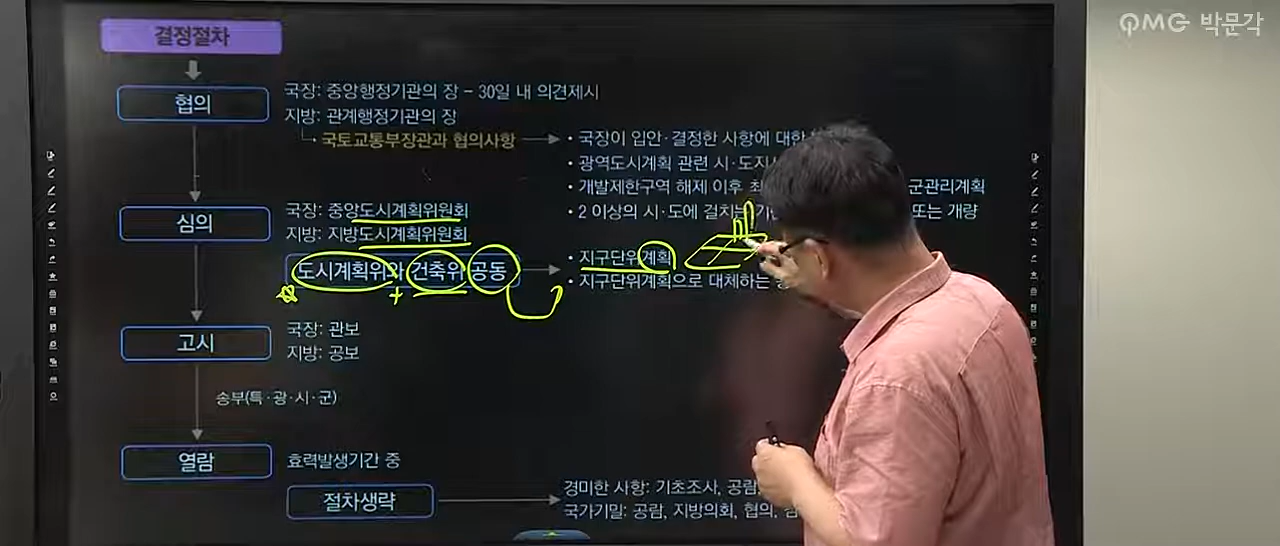 QMG 박문각
결정절차
협의
국장: 중앙행정기관의 장 - 30일 내 의견제시
지방: 관계행정기관의 장
국토교통부장관과 협의사항
• 국장이 입안·결정한 사항에 대한
• 광역도시계획 관련 시·도지사
• 개발제한구역 해제 이후 최 군관리계획
• 2 이상의 시·도에 걸치는 기 또는 개량
심의
국장: 중앙도시계획위원회
지방: 지방도시계획위원회
도시계획위와 건축위 공동
+
• 지구단위계획
• 지구단위계획으로 대체하는
고시
국장: 관보
지방: 공보
송부(특·광·시·군)
열람
효력발생기간 중
절차생략
경미한 사항: 기초조사, 공람,
국가기밀: 공람, 지방의회, 협의,